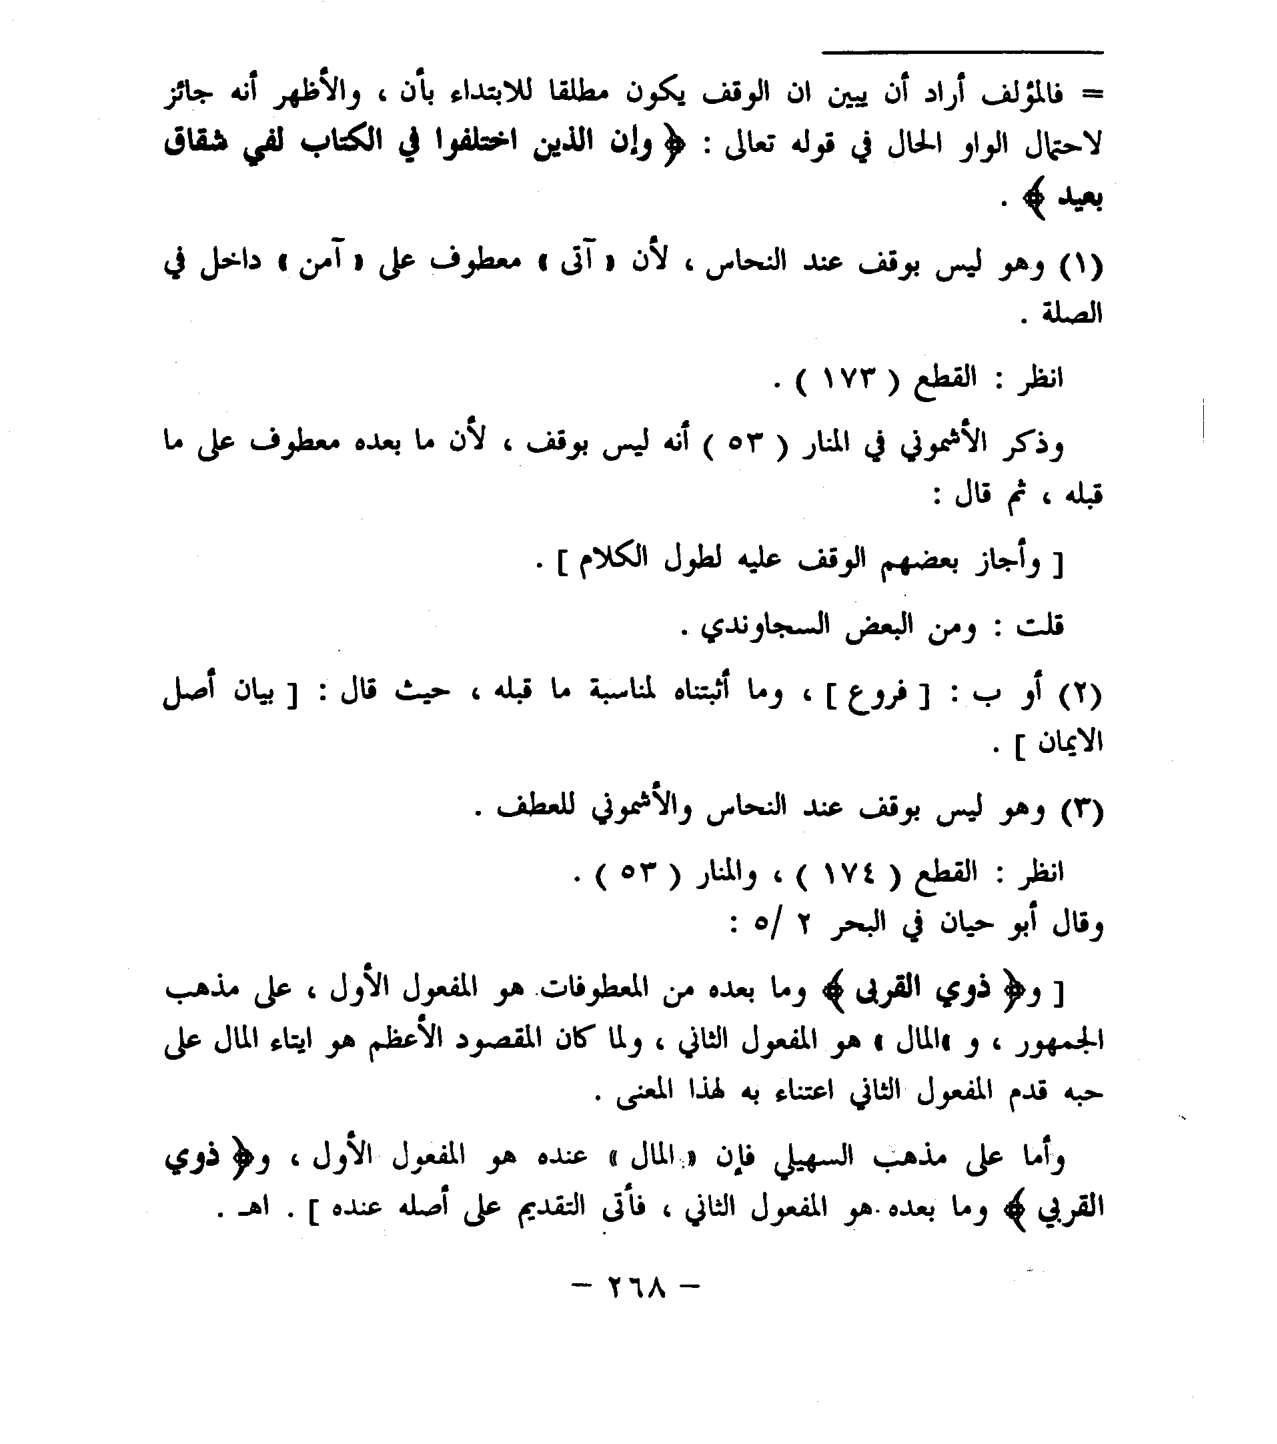 = فالمؤلف أراد أن يبين ان الوقف يكون مطلقا للابتداء بأن ، والأظهر أنه جائز
لاحتمال الواو الحال في قوله تعالى : ﴿ وإن الذين اختلفوا في الكتاب لفي شقاق
بعيد ﴾ .
(١) وهو ليس بوقف عند النحاس ، لأن « آتى » معطوف على « آمن » داخل في
الصلة .
انظر : القطع ( ١٧٣ ) .
وذكر الأشموني في المنار ( ٥٣ ) أنه ليس بوقف ، لأن ما بعده معطوف على ما
قبله ، ثم قال :
[ وأجاز بعضهم الوقف عليه لطول الكلام ] .
قلت : ومن البعض السجاوندي .
(٢) أو ب : [ فروع ] ، وما أثبتناه لمناسبة ما قبله ، حيث قال : [ بيان أصل
الايمان ] .
(٣) وهو ليس بوقف عند النحاس والأشموني للعطف .
انظر : القطع ( ١٧٤ ) ، والمنار ( ٥٣ ) .
وقال أبو حيان في البحر ٢ /٥ :
[ و﴿ ذوي القربى ﴾ وما بعده من المعطوفات هو المفعول الأول ، على مذهب
الجمهور ، و «المال » هو المفعول الثاني ، ولما كان المقصود الأعظم هو ايتاء المال على
حبه قدم المفعول الثاني اعتناء به لهذا المعنى .
وأما على مذهب السهيلي فإن « المال » عنده هو المفعول الأول ، و﴿ ذوي
القربي ﴾ وما بعده هو المفعول الثاني ، فأتى التقديم على أصله عنده ] . اهـ .
– ٢٦٨ –